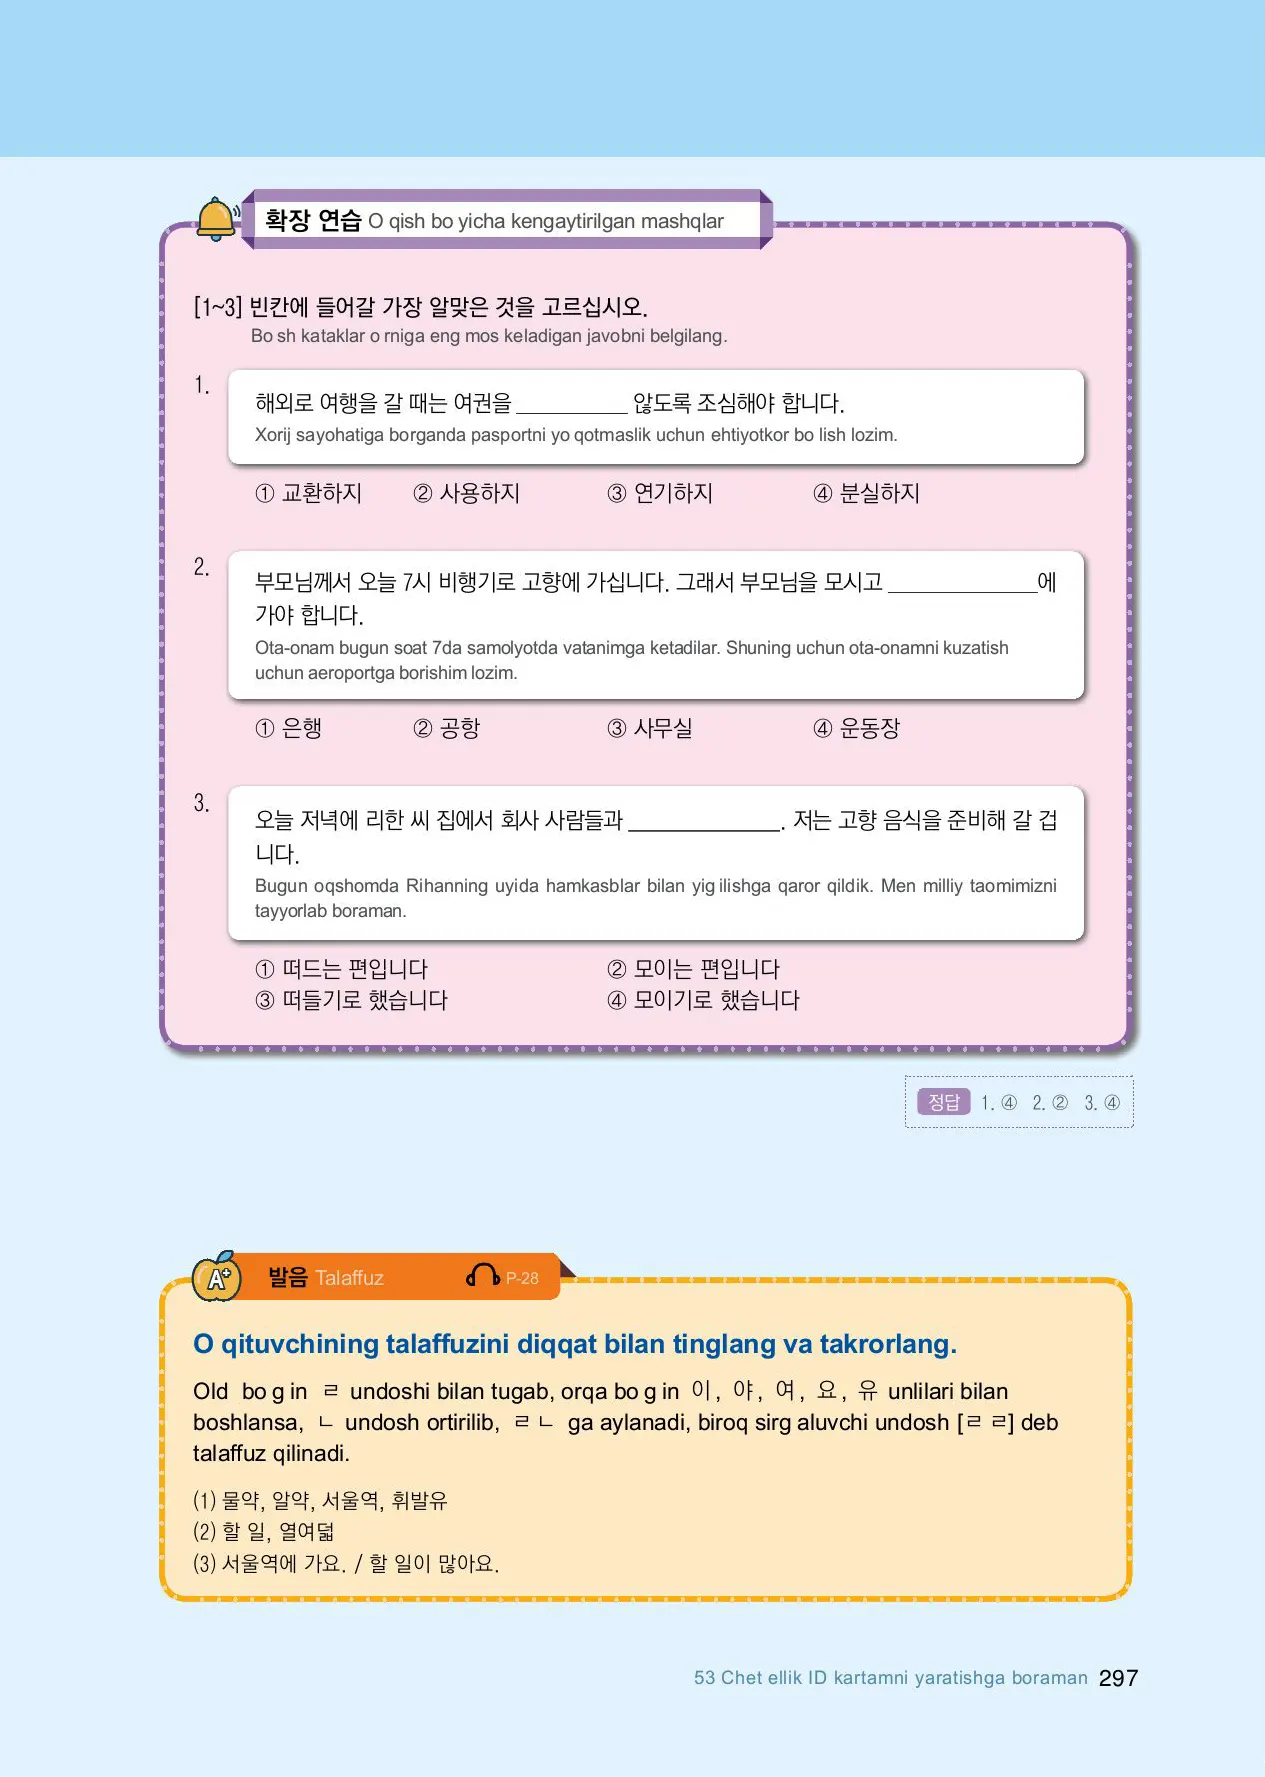 확장 연습 O qish bo yicha kengaytirilgan mashqlar
[1~3] 빈칸에 들어갈 가장 알맞은 것을 고르십시오.
Bo sh kataklar o rniga eng mos keladigan javobni belgilang.
1.
해외로 여행을 갈 때는 여권을 __________ 않도록 조심해야 합니다.
Xorij sayohatiga borganda pasportni yo qotmaslik uchun ehtiyotkor bo lish lozim.
① 교환하지 ② 사용하지 ③ 연기하지 ④ 분실하지
2.
부모님께서 오늘 7시 비행기로 고향에 가십니다. 그래서 부모님을 모시고 ______________에
가야 합니다.
Ota-onam bugun soat 7da samolyotda vatanimga ketadilar. Shuning uchun ota-onamni kuzatish
uchun aeroportga borishim lozim.
① 은행 ② 공항 ③ 사무실 ④ 운동장
3.
오늘 저녁에 리한 씨 집에서 회사 사람들과 ______________. 저는 고향 음식을 준비해 갈 겁
니다.
Bugun oqshomda Rihanning uyida hamkasblar bilan yig ilishga qaror qildik. Men milliy taomimizni
tayyorlab boraman.
① 떠드는 편입니다 ② 모이는 편입니다
③ 떠들기로 했습니다 ④ 모이기로 했습니다
정답 1. ④ 2. ② 3. ④
A+ 발음 Talaffuz P-28
O qituvchining talaffuzini diqqat bilan tinglang va takrorlang.
Old bo g in ㄹ undoshi bilan tugab, orqa bo g in 이, 야, 여, 요, 유 unlilari bilan
boshlansa, ㄴ undosh ortirilib, ㄹㄴ ga aylanadi, biroq sirg aluvchi undosh [ㄹㄹ] deb
talaffuz qilinadi.
(1) 물약, 알약, 서울역, 휘발유
(2) 할 일, 열여덟
(3) 서울역에 가요. / 할 일이 많아요.
53 Chet ellik ID kartamni yaratishga boraman 297